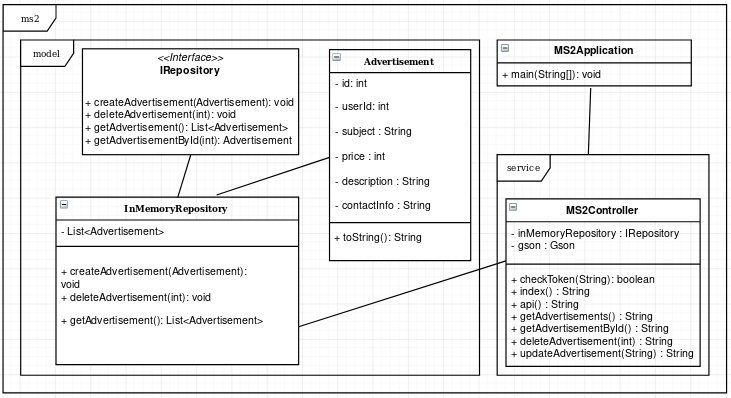 ms2
model
<<Interface>>
IRepository
+ createAdvertisement(Advertisement): void
+ deleteAdvertisement(int): void
+ getAdvertisement(): List<Advertisement>
+ getAdvertisementById(int): Advertisement
Advertisement
- id: int
- userId: int
- subject : String
- price : int
- description : String
- contactInfo : String
+ toString(): String
InMemoryRepository
- List<Advertisement>
+ createAdvertisement(Advertisement):
void
+ deleteAdvertisement(int): void
+ getAdvertisement(): List<Advertisement>
MS2Application
+ main(String[]): void
service
MS2Controller
- inMemoryRepository : IRepository
- gson : Gson
+ checkToken(String): boolean
+ index() : String
+ api() : String
+ getAdvertisements() : String
+ getAdvertisementById() : String
+ deleteAdvertisement(int) : String
+ updateAdvertisement(String) : String